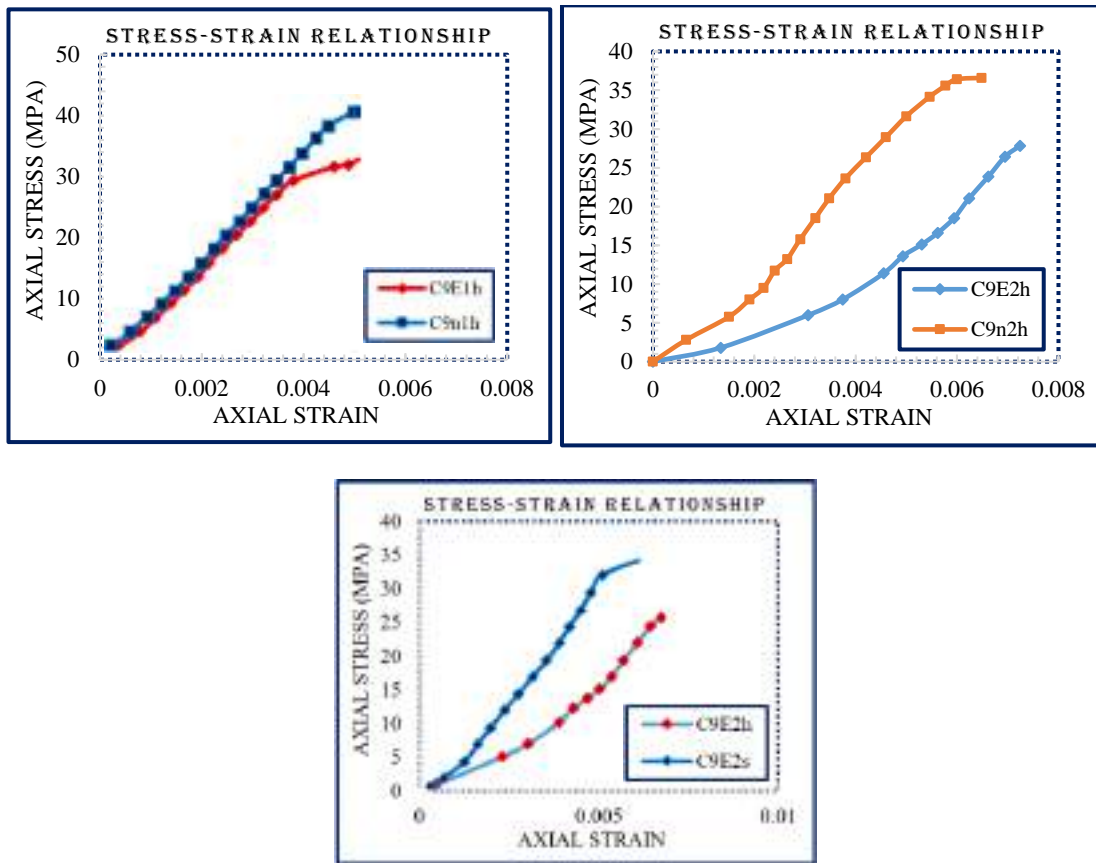 STRESS-STRAIN RELATIONSHIP
50
40
30
20
10
0
AXIAL STRESS (MPA)
C9E1h
C9n1h
0 0.002 0.004 0.006 0.008
AXIAL STRAIN
STRESS-STRAIN RELATIONSHIP
40
35
30
25
20
15
10
5
0
AXIAL STRESS (MPA)
C9E2h
C9n2h
0 0.002 0.004 0.006 0.008
AXIAL STRAIN
STRESS-STRAIN RELATIONSHIP
40
35
30
25
20
15
10
5
0
AXIAL STRESS (MPA)
C9E2h
C9E2s
0 0.005 0.01
AXIAL STRAIN